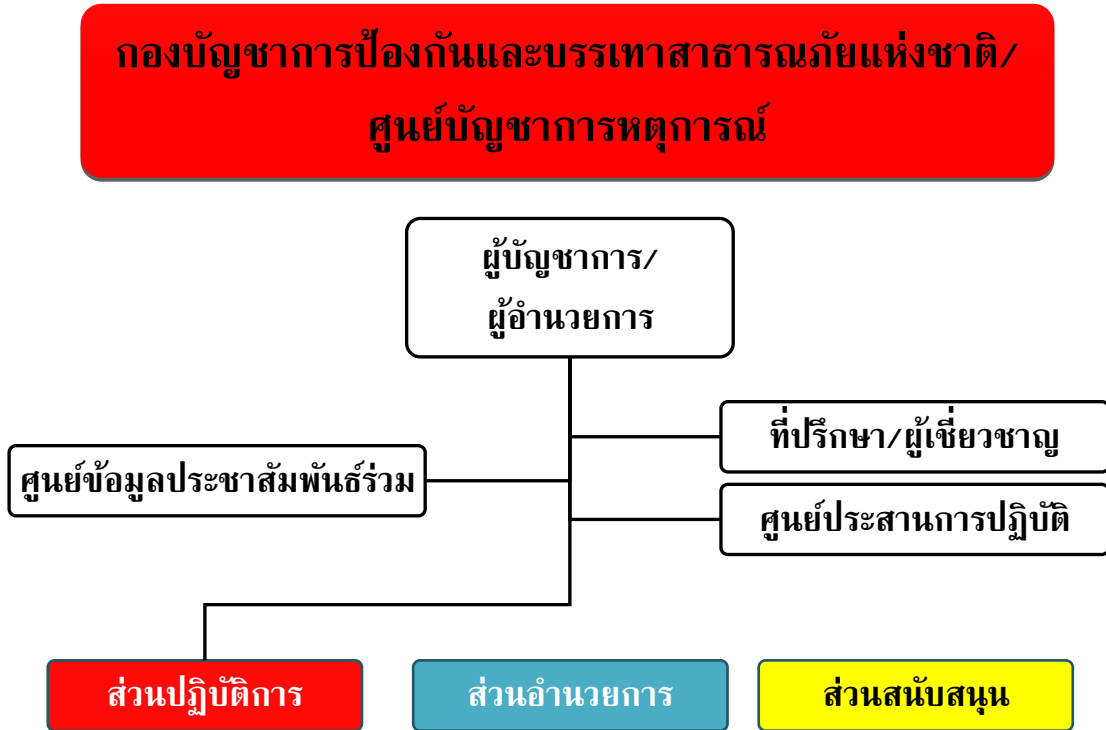 กองบัญชาการป้องกันและบรรเทาสาธารณภัยแห่งชาติ/
ศูนย์บัญชาการหตุการณ์
ผู้บัญชาการ/
ผู้อำนวยการ
ที่ปรึกษา/ผู้เชี่ยวชาญ
ศูนย์ข้อมูลประชาสัมพันธ์ร่วม
ศูนย์ประสานการปฏิบัติ
ส่วนปฏิบัติการ
ส่วนอำนวยการ
ส่วนสนับสนุน